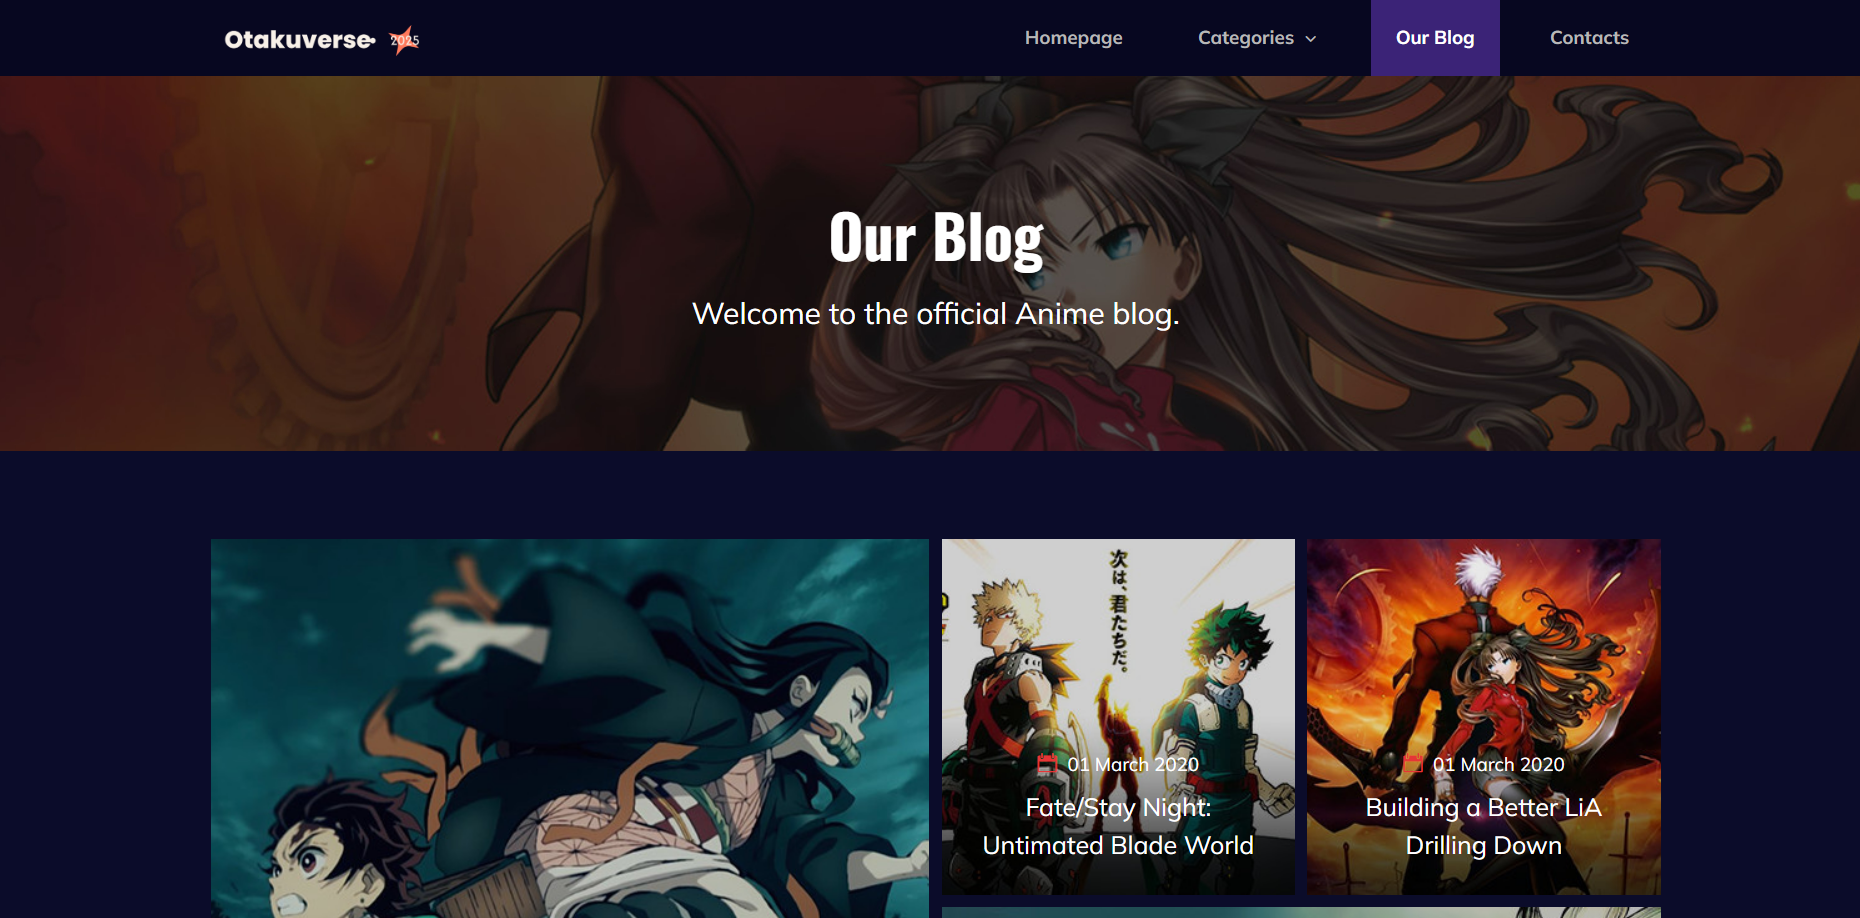 Otakuverse 2025
Homepage
Categories
Our Blog
Contacts
Our Blog
Welcome to the official Anime blog.
次は、君たちだ。
01 March 2020
Fate/Stay Night:
Untimated Blade World
01 March 2020
Building a Better LiA
Drilling Down